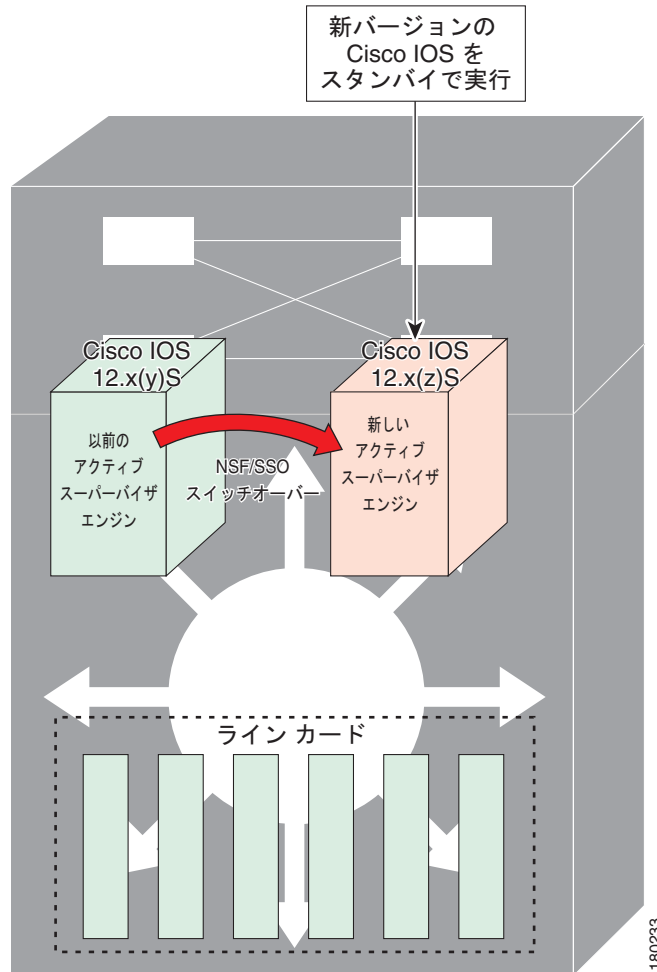 新バージョンの
Cisco IOS を
スタンバイで実行
Cisco IOS
12.x(y)S
Cisco IOS
12.x(z)S
以前の
アクティブ
スーパーバイザ
エンジン
新しい
アクティブ
スーパーバイザ
エンジン
NSF/SSO
スイッチオーバー
ライン カード
180233